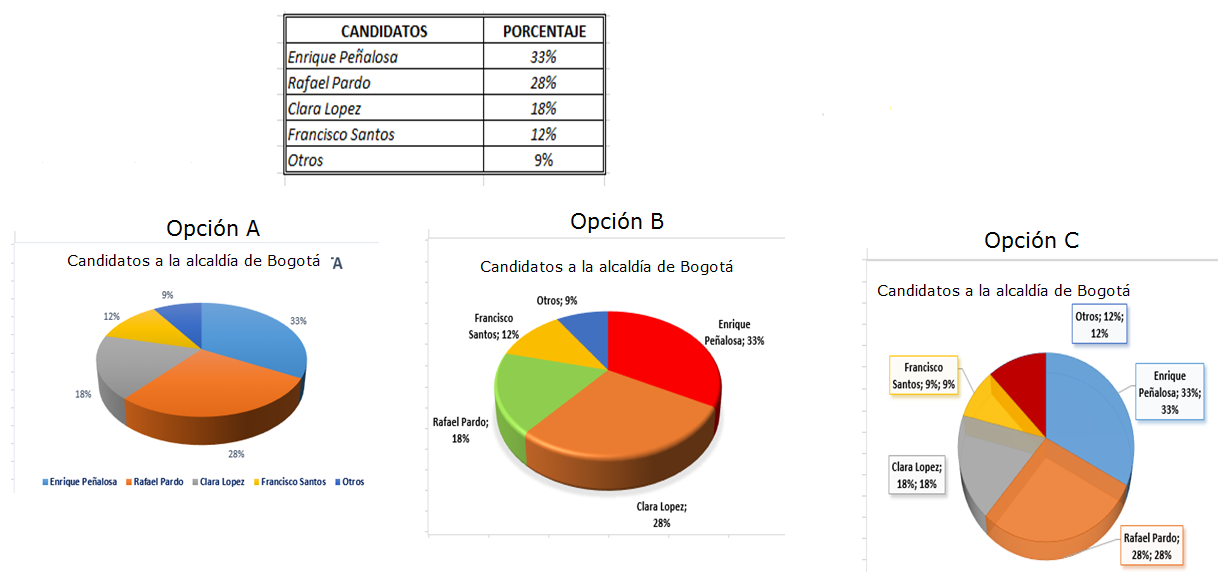 CANDIDATOS PORCENTAJE
Enrique Peñalosa 33%
Rafael Pardo 28%
Clara Lopez 18%
Francisco Santos 12%
Otros 9%
Opción A
Candidatos a la alcaldía de Bogotá A
9%
12%
33%
18%
28%
Enrique Peñalosa Rafael Pardo Clara Lopez Francisco Santos Otros
Opción B
Candidatos a la alcaldía de Bogotá
Otros; 9%
Francisco
Santos; 12%
Enrique
Peñalosa; 33%
Rafael Pardo;
18%
Clara Lopez;
28%
Opción C
Candidatos a la alcaldía de Bogotá
Otros; 12%;
12%
Francisco
Santos; 9%; 9%
Enrique
Peñalosa; 33%;
33%
Clara Lopez;
18%; 18%
Rafael Pardo;
28%; 28%